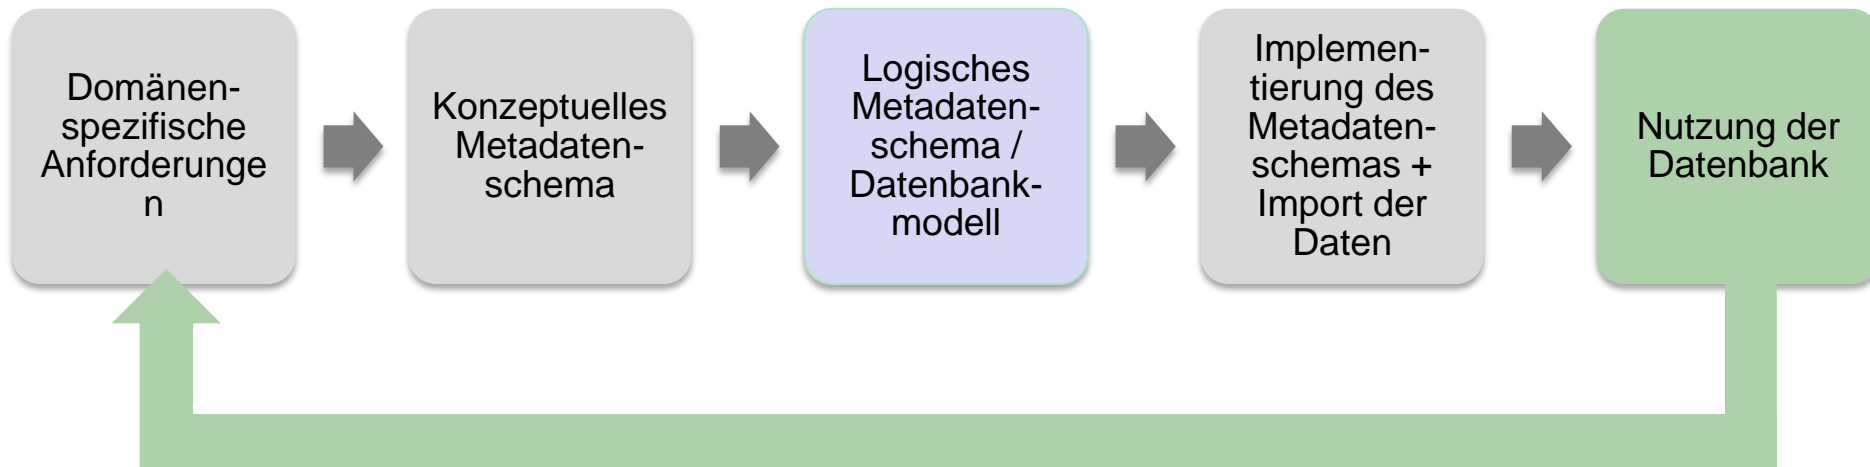 Domänen-
spezifische
Anforderunge
n
Konzeptuelles
Metadaten-
schema
Logisches
Metadaten-
schema /
Datenbank-
modell
Implemen-
tierung des
Metadaten-
schemas +
Import der
Daten
Nutzung der
Datenbank